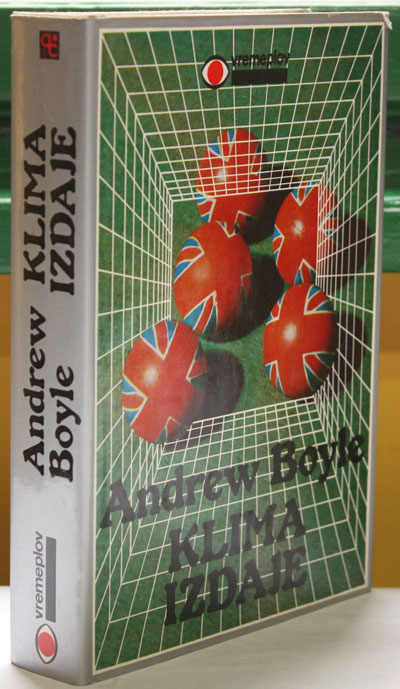 vremeplov
Andrew Boyle
KLIMA
IZDAJE
Andrew
Boyle
KLIMA
IZDAJE
vremeplov